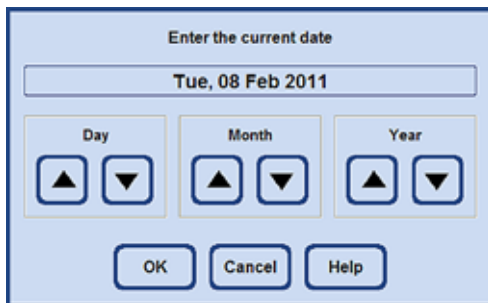 Enter the current date
Tue, 08 Feb 2011
Day Month Year
OK Cancel Help